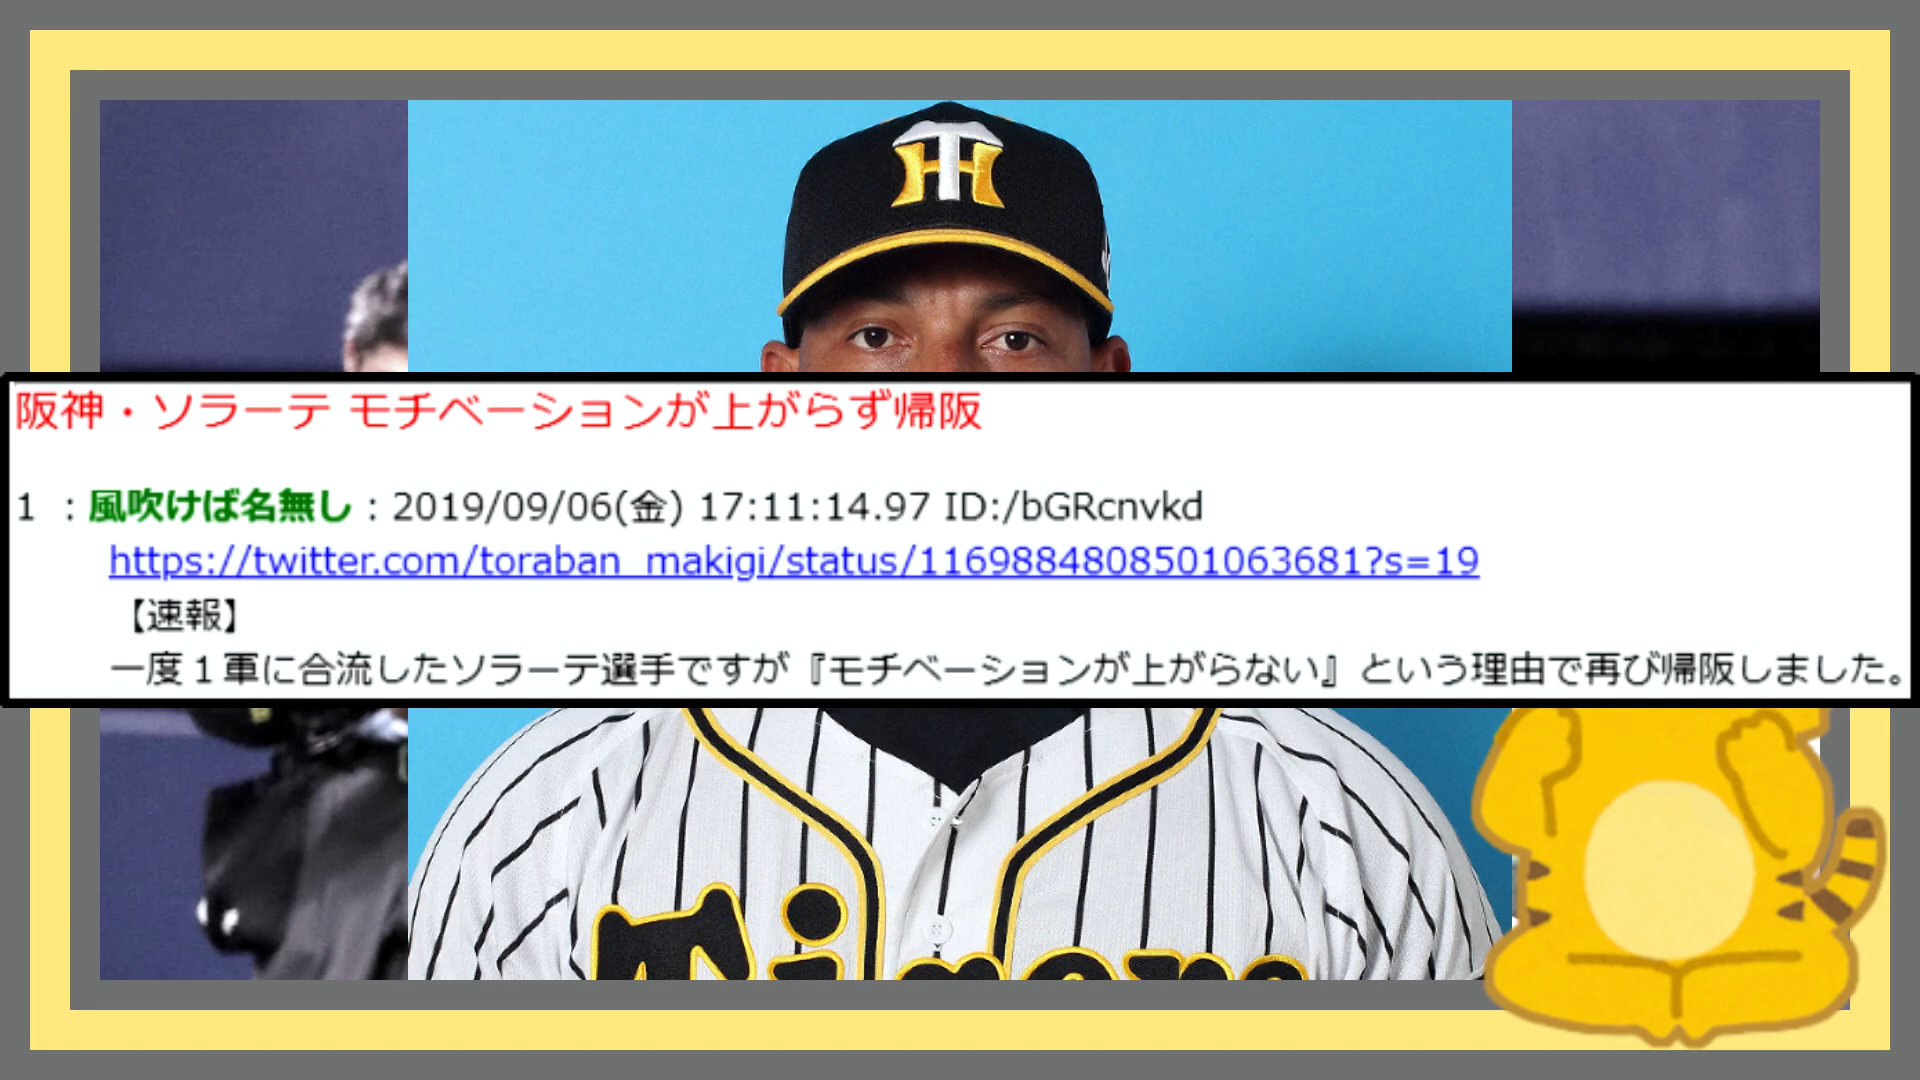 TH
阪神・ソラーテ モチベーションが上がらず帰阪
1 :風吹けば名無し:2019/09/06(金) 17:11:14.97 ID:/bGRcnvkd
https://twitter.com/toraban_makigi/status/1169884808501063681?s=19
【速報】
一度1軍に合流したソラーテ選手ですが『モチベーションが上がらない』という理由で再び帰阪しました。
Tigers